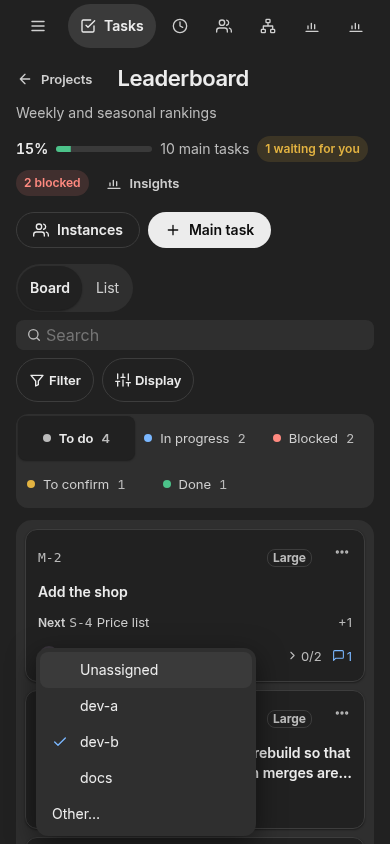 Tasks
Projects
Leaderboard
Weekly and seasonal rankings
15%
10 main tasks
1 waiting for you
2 blocked
Insights
Instances
Main task
Board
List
Search
Filter
Display
To do 4
In progress 2
Blocked 2
To confirm 1
Done 1
M-2
Large
Add the shop
Next S-4 Price list
+1
0/2
1
Unassigned
dev-a
dev-b
docs
Other...
Large
rebuild so that
merges are...